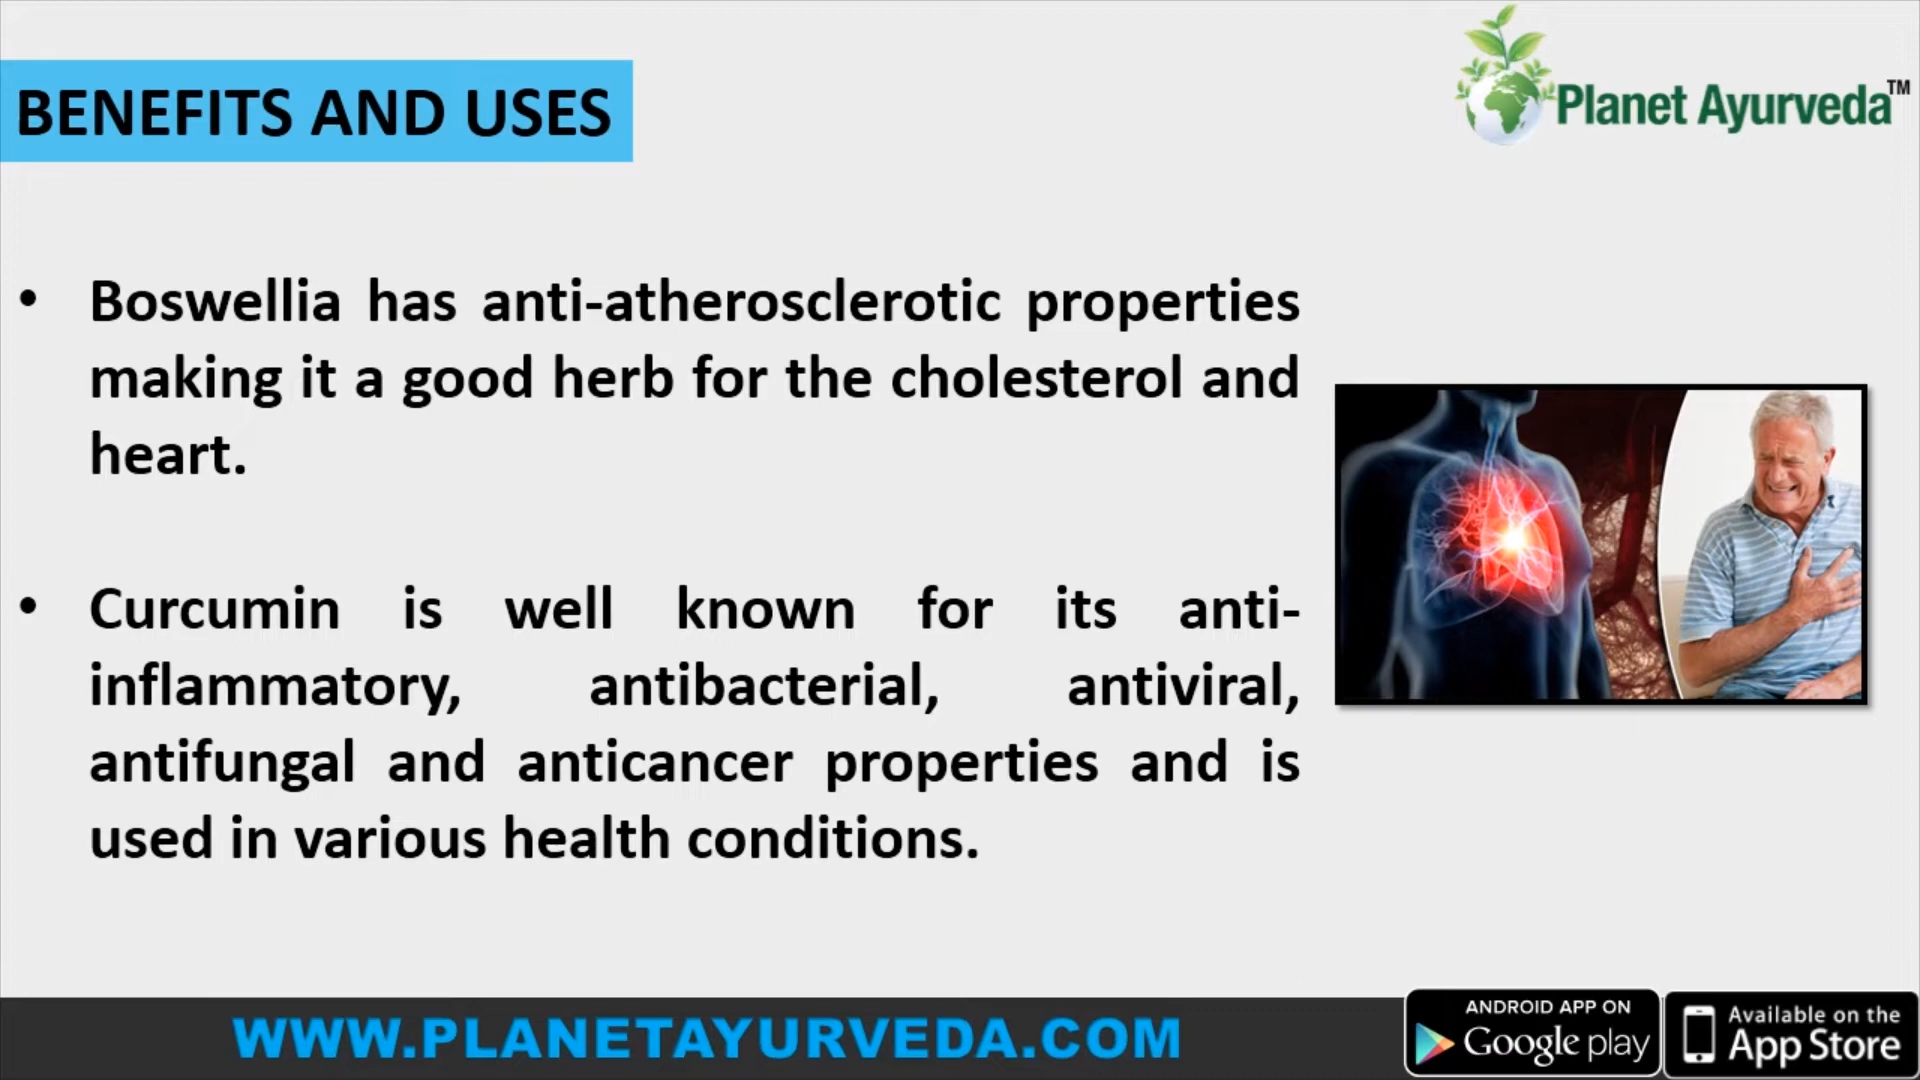 BENEFITS AND USES
Planet Ayurveda™
• Boswellia has anti-atherosclerotic properties
making it a good herb for the cholesterol and
heart.
• Curcumin is well known for its anti-
inflammatory, antibacterial, antiviral,
antifungal and anticancer properties and is
used in various health conditions.
WWW.PLANETAYURVEDA.COM
ANDROID APP ON
Google play
Available on the
App Store